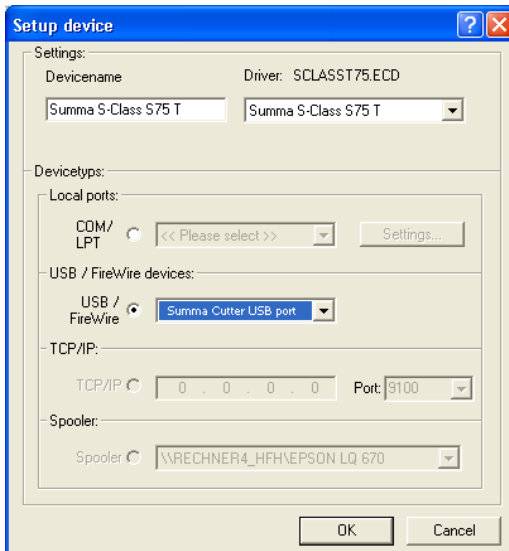 Setup device
Settings:
Devicename
Driver: SCLASST75.ECD
Summa S-Class S75 T
Summa S-Class S75 T
Devicetyps:
Local ports:
COM/
LPT
<< Please select >>
Settings...
USB / FireWire devices:
USB /
FireWire
Summa Cutter USB port
TCP/IP:
TCP/IP
0 . 0 . 0 . 0
Port:
9100
Spooler:
Spooler
\\RECHNER4_HFH\EPSON LQ 670
OK
Cancel